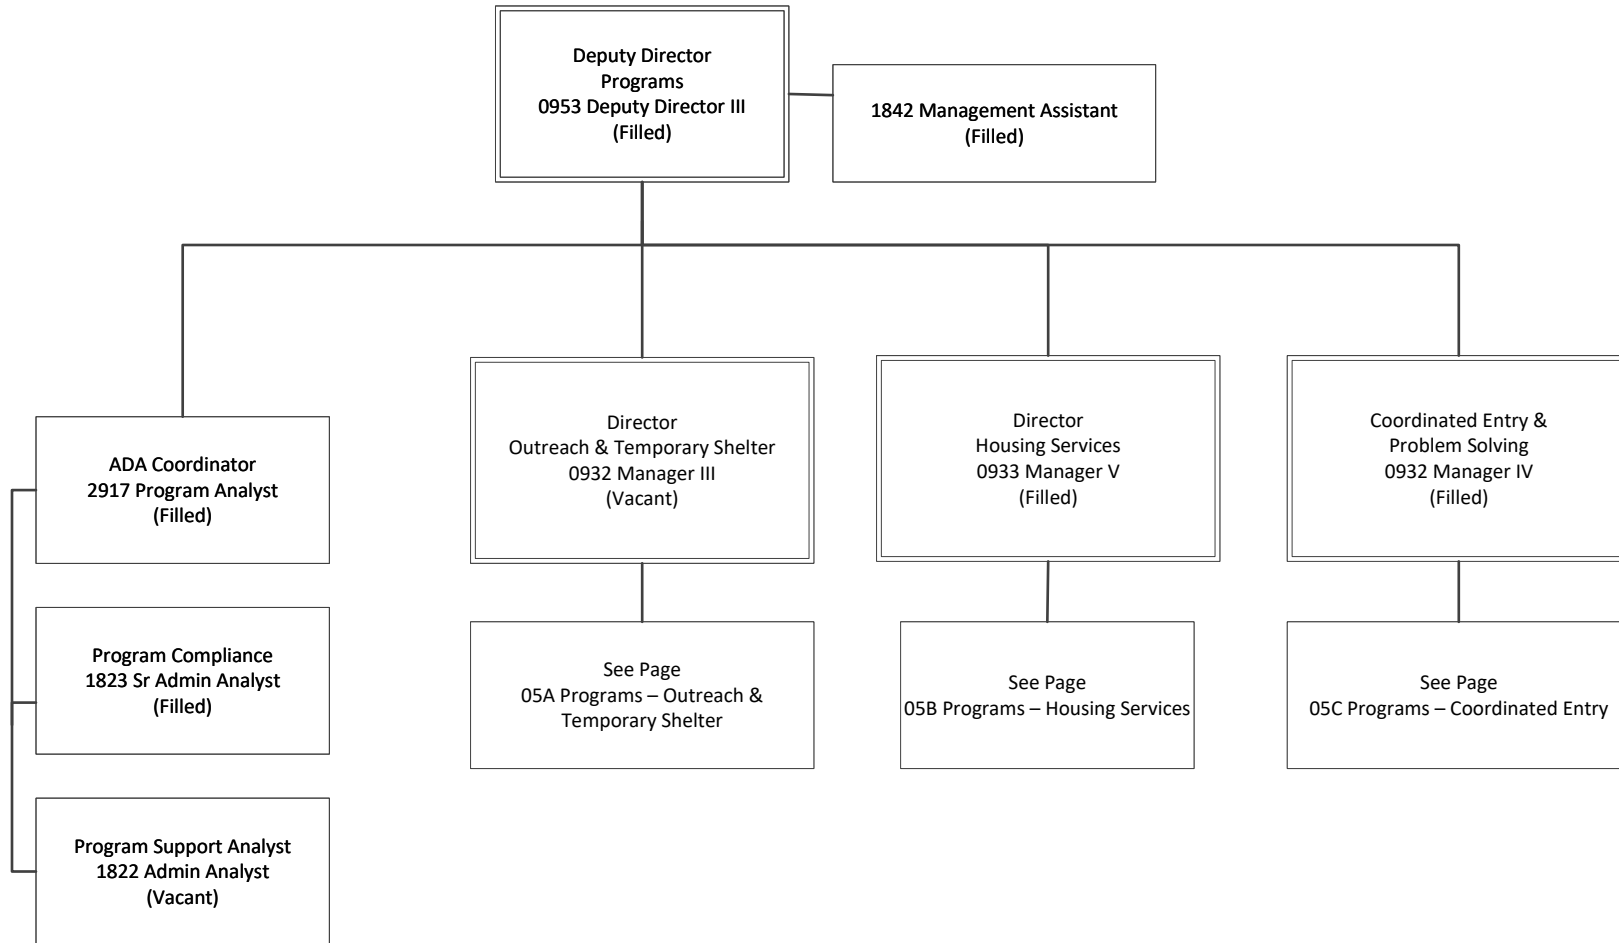 Deputy Director
Programs
0953 Deputy Director III
(Filled)
1842 Management Assistant
(Filled)
ADA Coordinator
2917 Program Analyst
(Filled)
Program Compliance
1823 Sr Admin Analyst
(Filled)
Program Support Analyst
1822 Admin Analyst
(Vacant)
Director
Outreach & Temporary Shelter
0932 Manager III
(Vacant)
See Page
05A Programs – Outreach &
Temporary Shelter
Director
Housing Services
0933 Manager V
(Filled)
See Page
05B Programs – Housing Services
Coordinated Entry &
Problem Solving
0932 Manager IV
(Filled)
See Page
05C Programs – Coordinated Entry